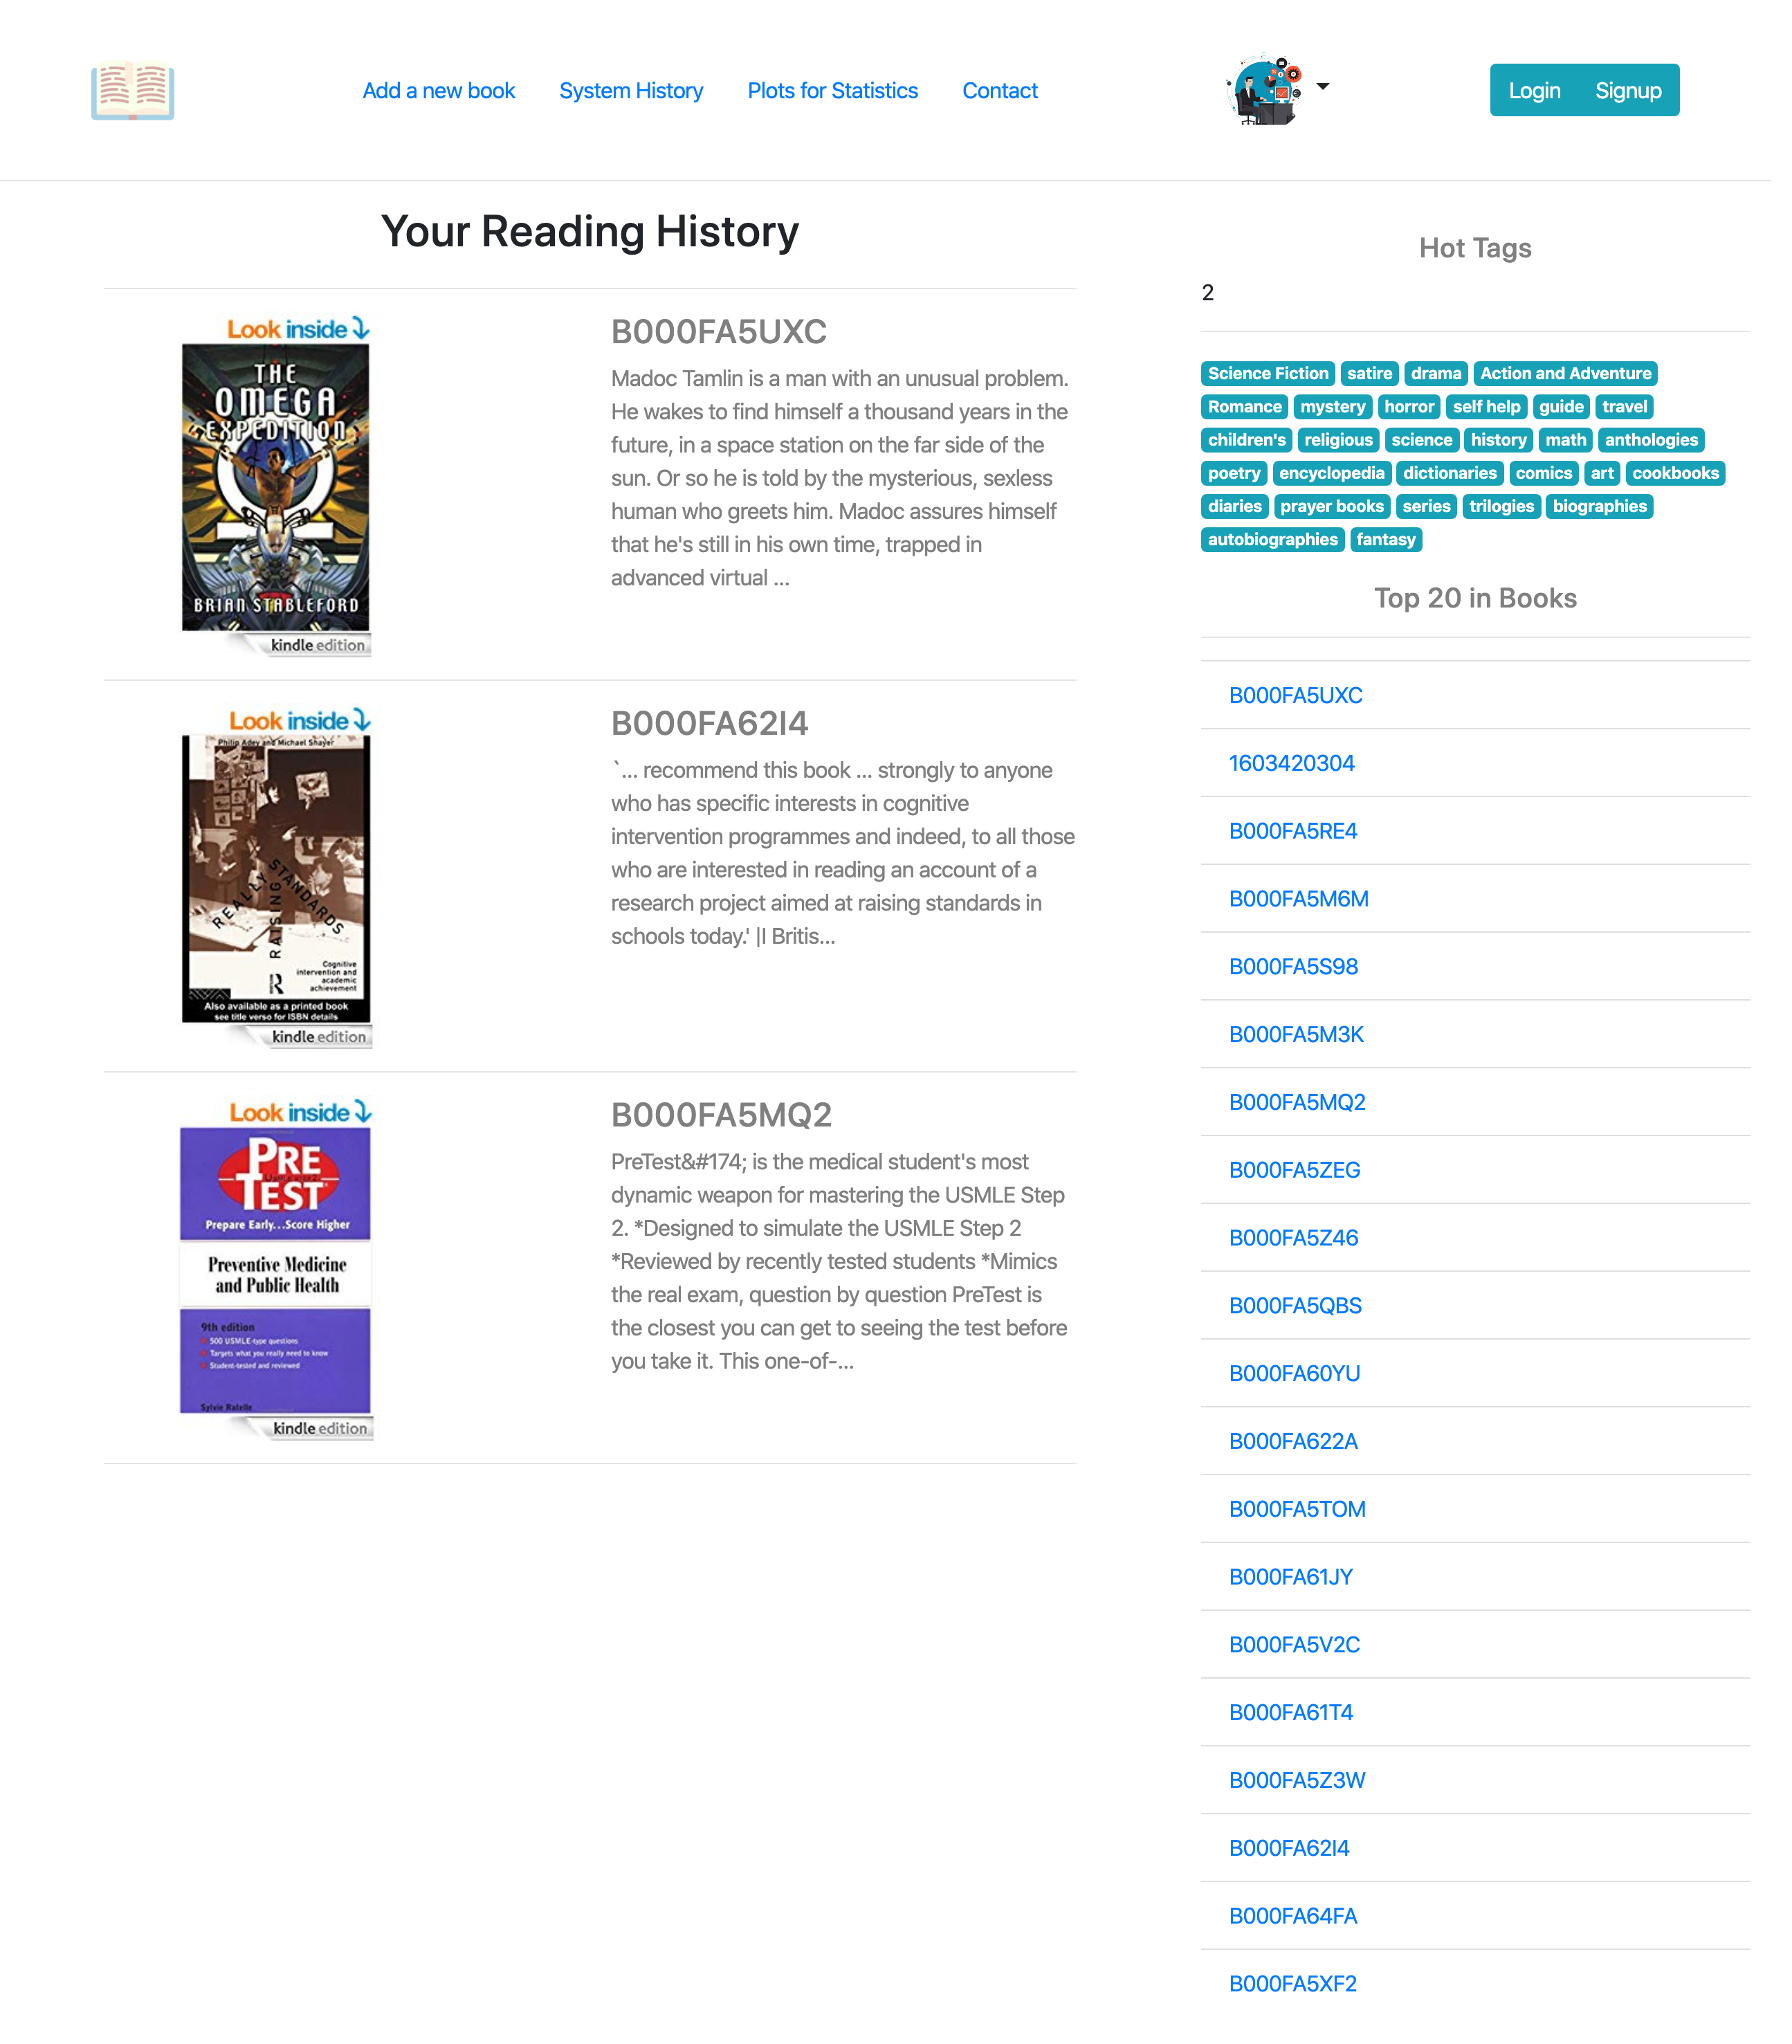 Add a new book System History Plots for Statistics Contact
Login Signup
Your Reading History
Look inside
THE
OMEGA
EXPEDITION
BRIAN STABLEFORD
kindle edition
B000FA5UXC
Madoc Tamlin is a man with an unusual problem.
He wakes to find himself a thousand years in the
future, in a space station on the far side of the
sun. Or so he is told by the mysterious, sexless
human who greets him. Madoc assures himself
that he's still in his own time, trapped in
advanced virtual ...
Look inside
Philip Adey and Michael Shayer
REALLY
RAISING
STANDARDS
Cognitive
intervention and
academic
achievement
Also available as a printed book
see title verso for ISBN details
kindle edition
B000FA62I4
`... recommend this book ... strongly to anyone
who has specific interests in cognitive
intervention programmes and indeed, to all those
who are interested in reading an account of a
research project aimed at raising standards in
schools today.' |I Britis...
Look inside
PRE
TEST
Prepare Early...Score Higher
Preventive Medicine
and Public Health
9th edition
500 USMLE-type questions
Targets what you really need to know
Student-tested and reviewed
Sylvie Ratelle
kindle edition
B000FA5MQ2
PreTest&#174; is the medical student's most
dynamic weapon for mastering the USMLE Step
2. *Designed to simulate the USMLE Step 2
*Reviewed by recently tested students *Mimics
the real exam, question by question PreTest is
the closest you can get to seeing the test before
you take it. This one-of-...
Hot Tags
2
Science Fiction satire drama Action and Adventure
Romance mystery horror self help guide travel
children's religious science history math anthologies
poetry encyclopedia dictionaries comics art cookbooks
diaries prayer books series trilogies biographies
autobiographies fantasy
Top 20 in Books
B000FA5UXC
1603420304
B000FA5RE4
B000FA5M6M
B000FA5S98
B000FA5M3K
B000FA5MQ2
B000FA5ZEG
B000FA5Z46
B000FA5QBS
B000FA60YU
B000FA622A
B000FA5TOM
B000FA61JY
B000FA5V2C
B000FA61T4
B000FA5Z3W
B000FA62I4
B000FA64FA
B000FA5XF2